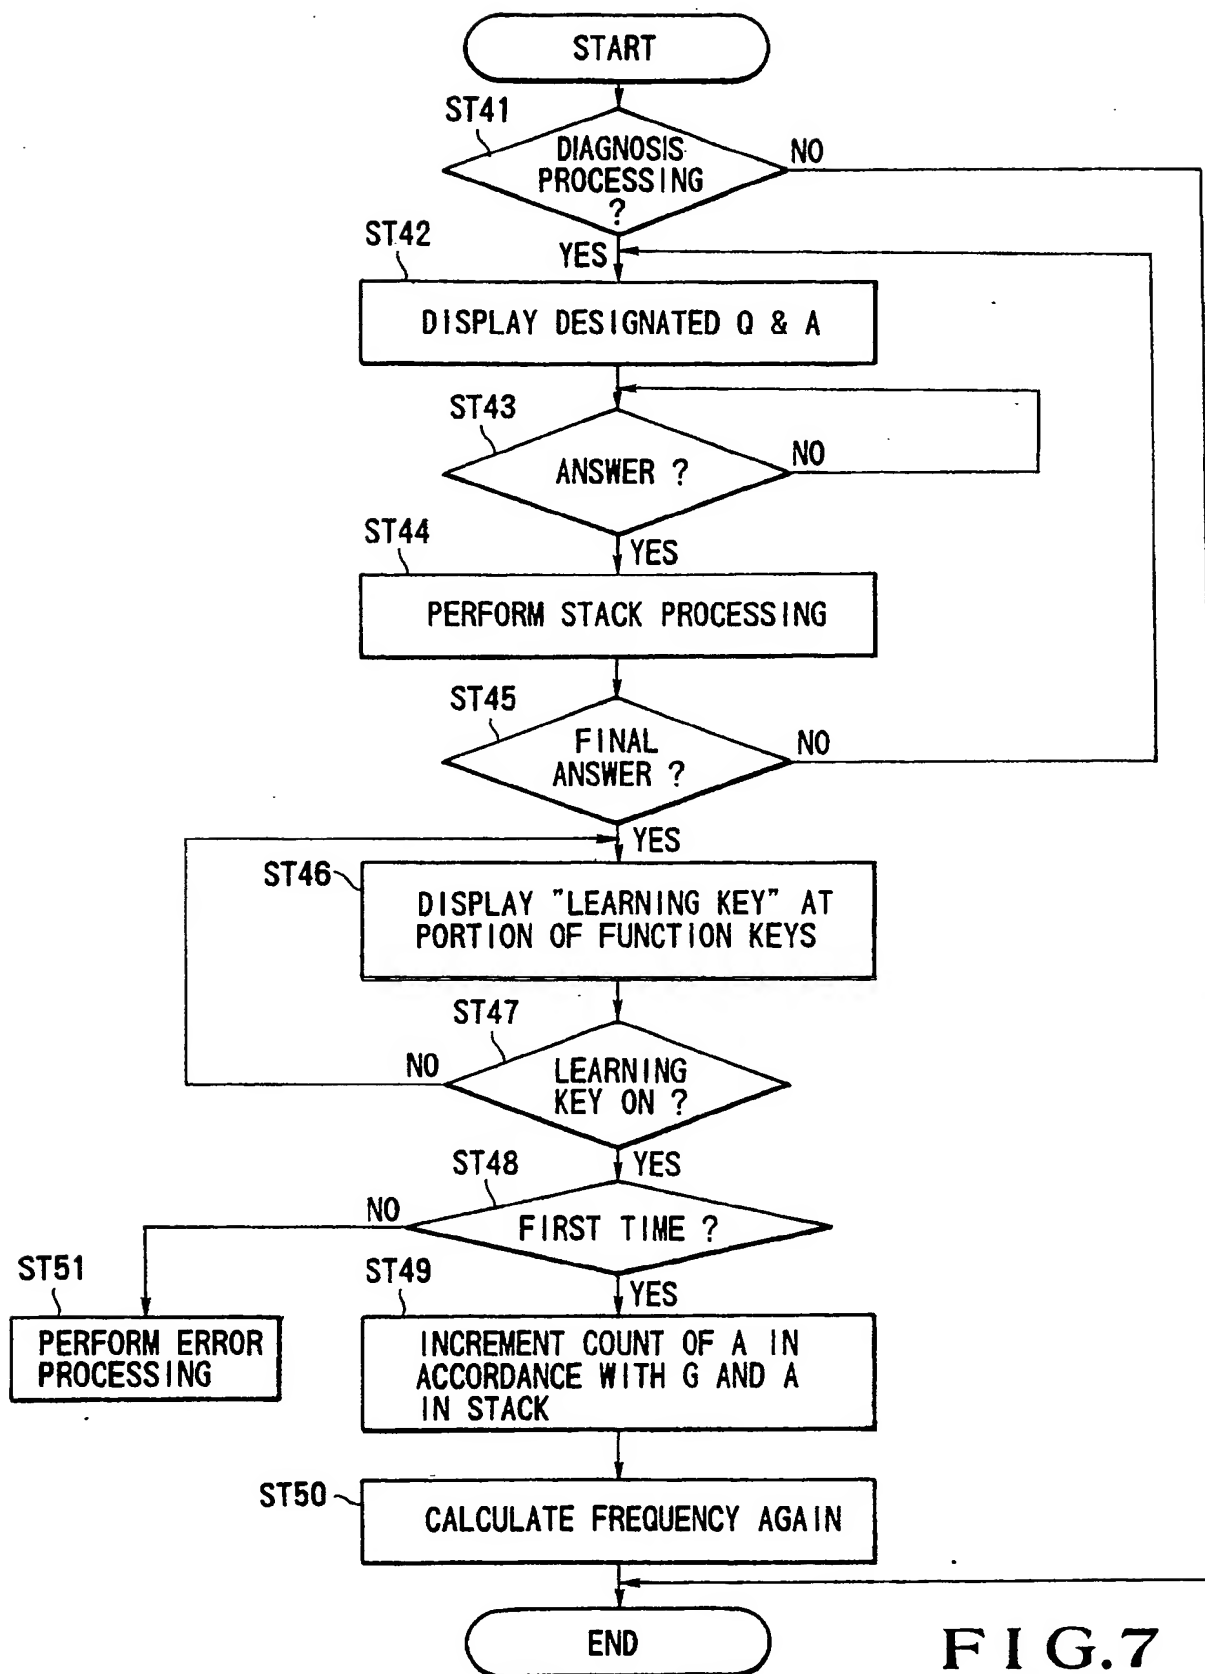 START
ST41
DIAGNOSIS
PROCESSING
?
NO
ST42
YES
DISPLAY DESIGNATED Q & A
ST43
ANSWER ?
NO
ST44
YES
PERFORM STACK PROCESSING
ST45
FINAL
ANSWER ?
NO
YES
ST46
DISPLAY "LEARNING KEY" AT
PORTION OF FUNCTION KEYS
ST47
NO
LEARNING
KEY ON ?
YES
ST48
NO
FIRST TIME ?
ST51
ST49
YES
PERFORM ERROR
PROCESSING
INCREMENT COUNT OF A IN
ACCORDANCE WITH G AND A
IN STACK
ST50
CALCULATE FREQUENCY AGAIN
END
FIG.7